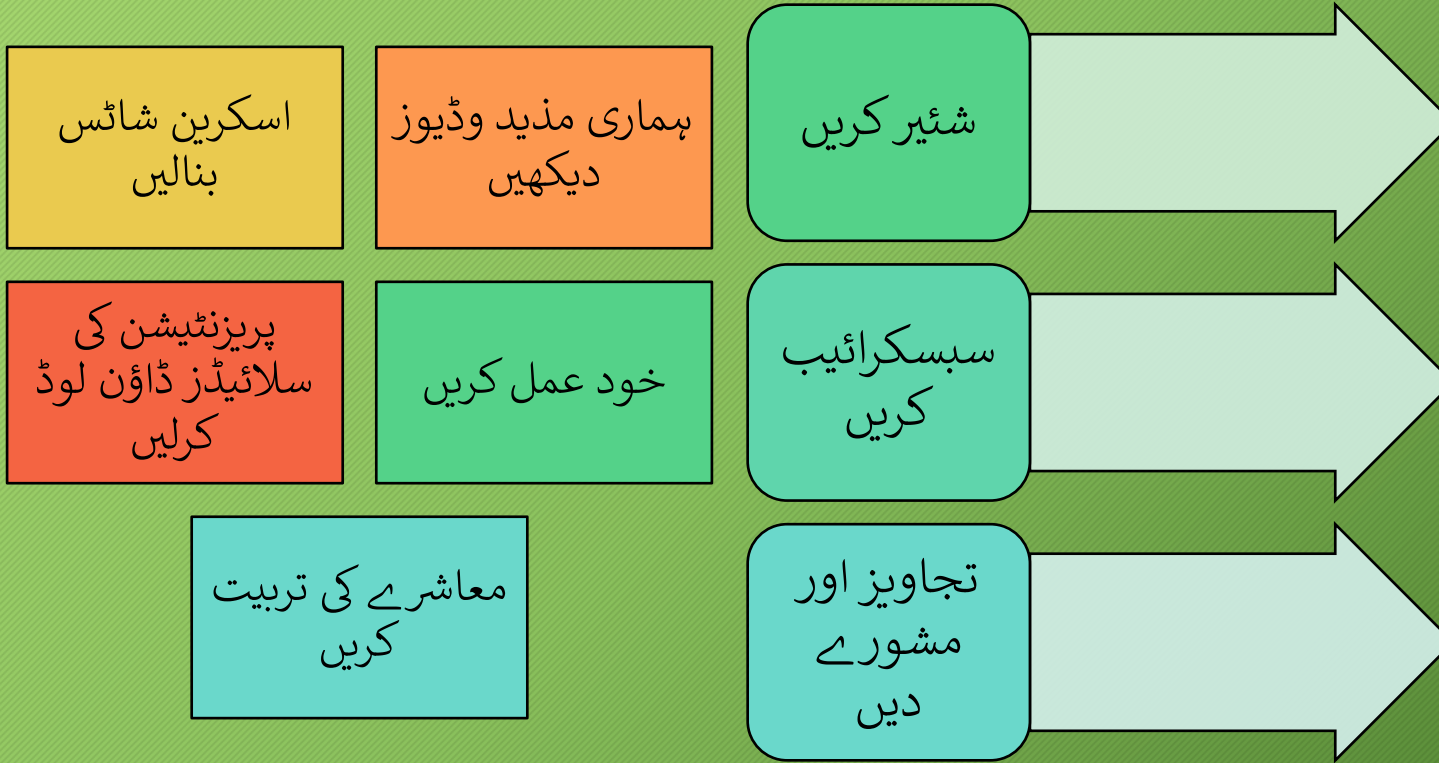 شئیر کریں
سبسکرائیب
کریں
تجاویز اور
مشورے
دیں
ہماری مذید وڈیوز
دیکھیں
اسکرین شاٹس
بنالیں
خود عمل کریں
پریزنٹیشن کی
سلائیڈز ڈاؤن لوڈ
کرلیں
معاشرے کی تربیت
کریں